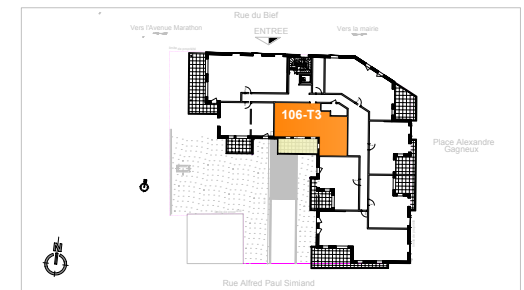 Rue du Bief
Vers l'Avenue Marathon
ENTREE
Vers la mairie
106-T3
Place Alexandre
Gagneux
N
Rue Alfred Paul Simiand